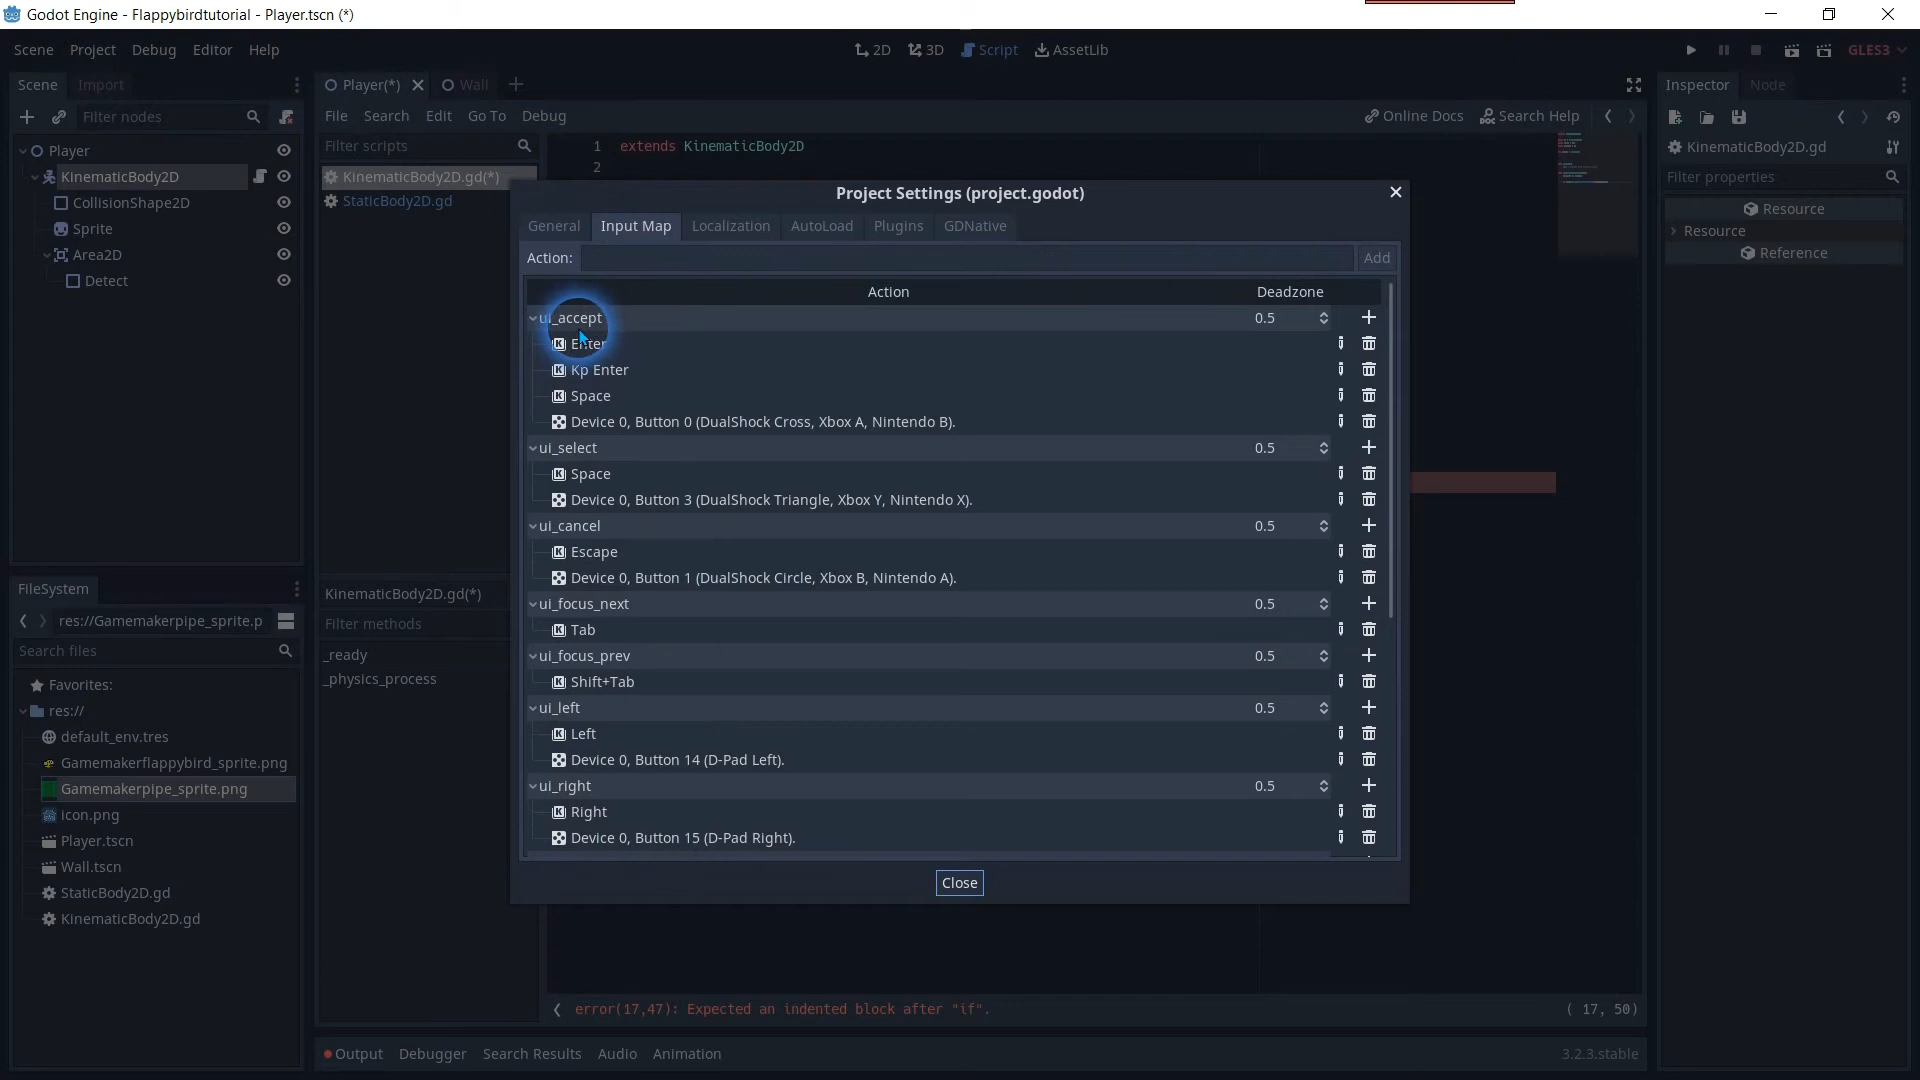 Godot Engine - Flappybirdtutorial - Player.tscn (*)
Scene Project Debug Editor Help
2D 3D Script AssetLib
GLES3
Scene Import
Filter nodes
Player
KinematicBody2D
CollisionShape2D
Sprite
Area2D
Detect
Player(*) Wall
File Search Edit Go To Debug
Online Docs Search Help
Filter scripts
KinematicBody2D.gd(*)
StaticBody2D.gd
1 extends KinematicBody2D
2
Project Settings (project.godot)
General Input Map Localization AutoLoad Plugins GDNative
Action: Add
Action Deadzone
ui_accept 0.5
Enter
Kp Enter
Space
Device 0, Button 0 (DualShock Cross, Xbox A, Nintendo B).
ui_select 0.5
Space
Device 0, Button 3 (DualShock Triangle, Xbox Y, Nintendo X).
ui_cancel 0.5
Escape
Device 0, Button 1 (DualShock Circle, Xbox B, Nintendo A).
ui_focus_next 0.5
Tab
ui_focus_prev 0.5
Shift+Tab
ui_left 0.5
Left
Device 0, Button 14 (D-Pad Left).
ui_right 0.5
Right
Device 0, Button 15 (D-Pad Right).
Close
KinematicBody2D.gd(*)
Filter methods
_ready
_physics_process
error(17,47): Expected an indented block after "if".
( 17, 50)
Output Debugger Search Results Audio Animation
3.2.3.stable
FileSystem
res://Gamemakerpipe_sprite.p
Search files
Favorites:
res://
default_env.tres
Gamemakerflappybird_sprite.png
Gamemakerpipe_sprite.png
icon.png
Player.tscn
Wall.tscn
StaticBody2D.gd
KinematicBody2D.gd
Inspector Node
KinematicBody2D.gd
Filter properties
Resource
Resource
Reference